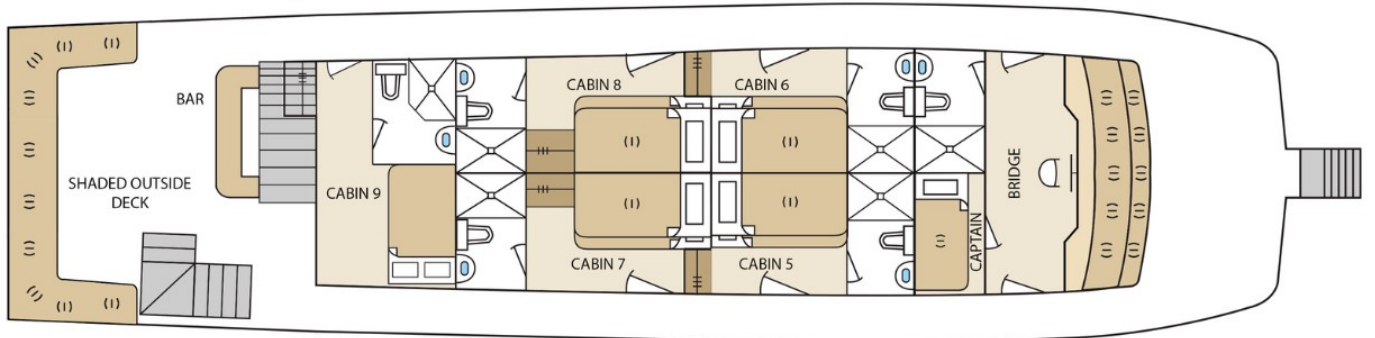 BAR
SHADED OUTSIDE
DECK
CABIN 9
CABIN 8
CABIN 7
CABIN 6
CABIN 5
CAPTAIN
BRIDGE